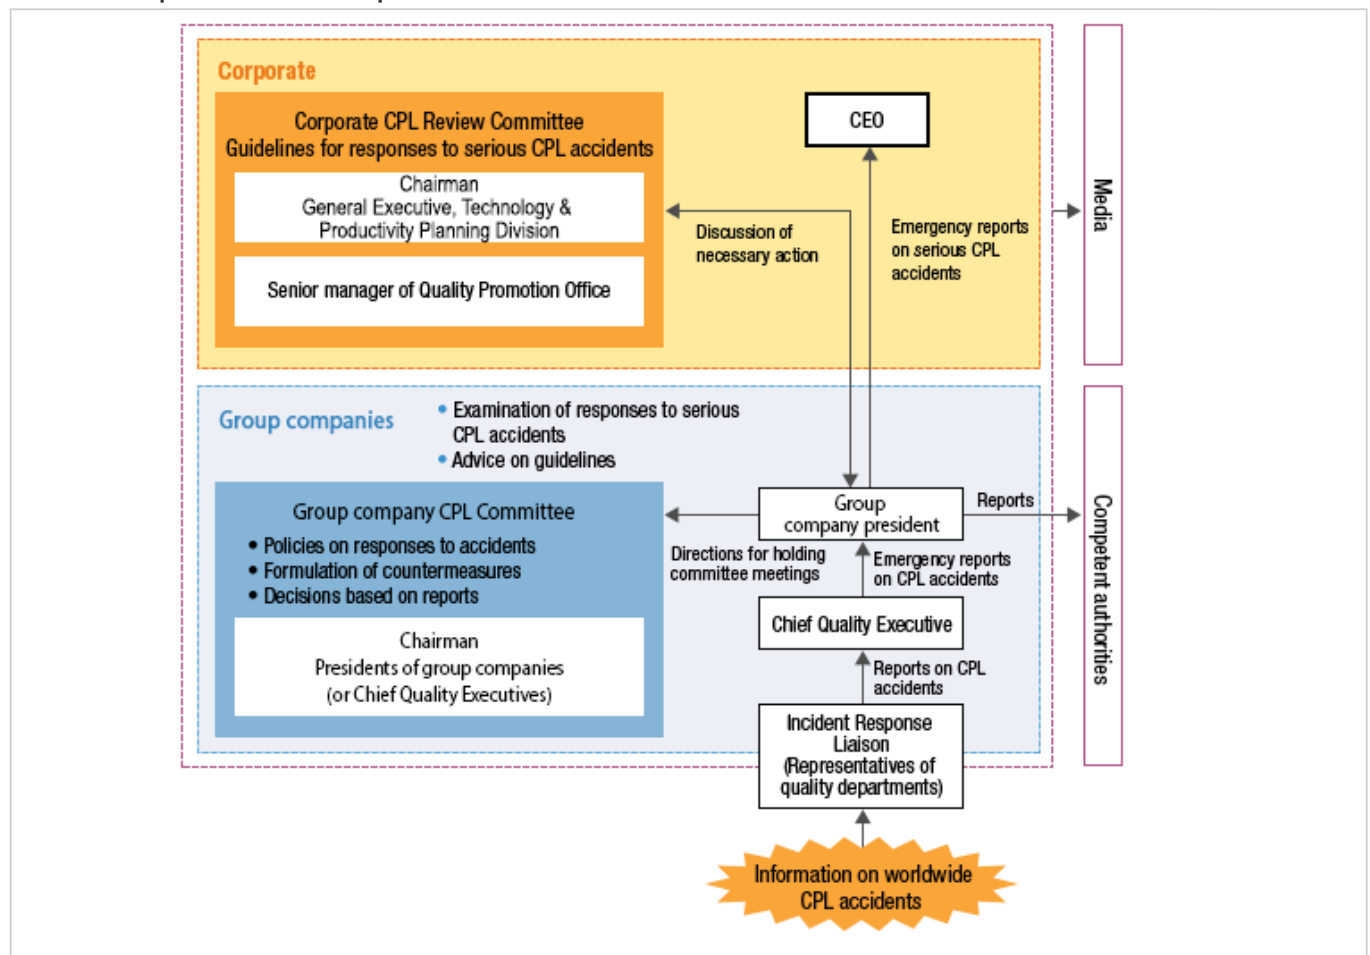 Corporate
Corporate CPL Review Committee
Guidelines for responses to serious CPL accidents
Chairman
General Executive, Technology &
Productivity Planning Division
Senior manager of Quality Promotion Office
CEO
Discussion of
necessary action
Emergency reports
on serious CPL
accidents
Media
Group companies
• Examination of responses to serious
CPL accidents
• Advice on guidelines
Group company CPL Committee
• Policies on responses to accidents
• Formulation of countermeasures
• Decisions based on reports
Chairman
Presidents of group companies
(or Chief Quality Executives)
Group
company president
Reports
Directions for holding
committee meetings
Emergency reports
on CPL accidents
Chief Quality Executive
Reports on CPL
accidents
Incident Response
Liaison
(Representatives of
quality departments)
Competent authorities
Information on worldwide
CPL accidents